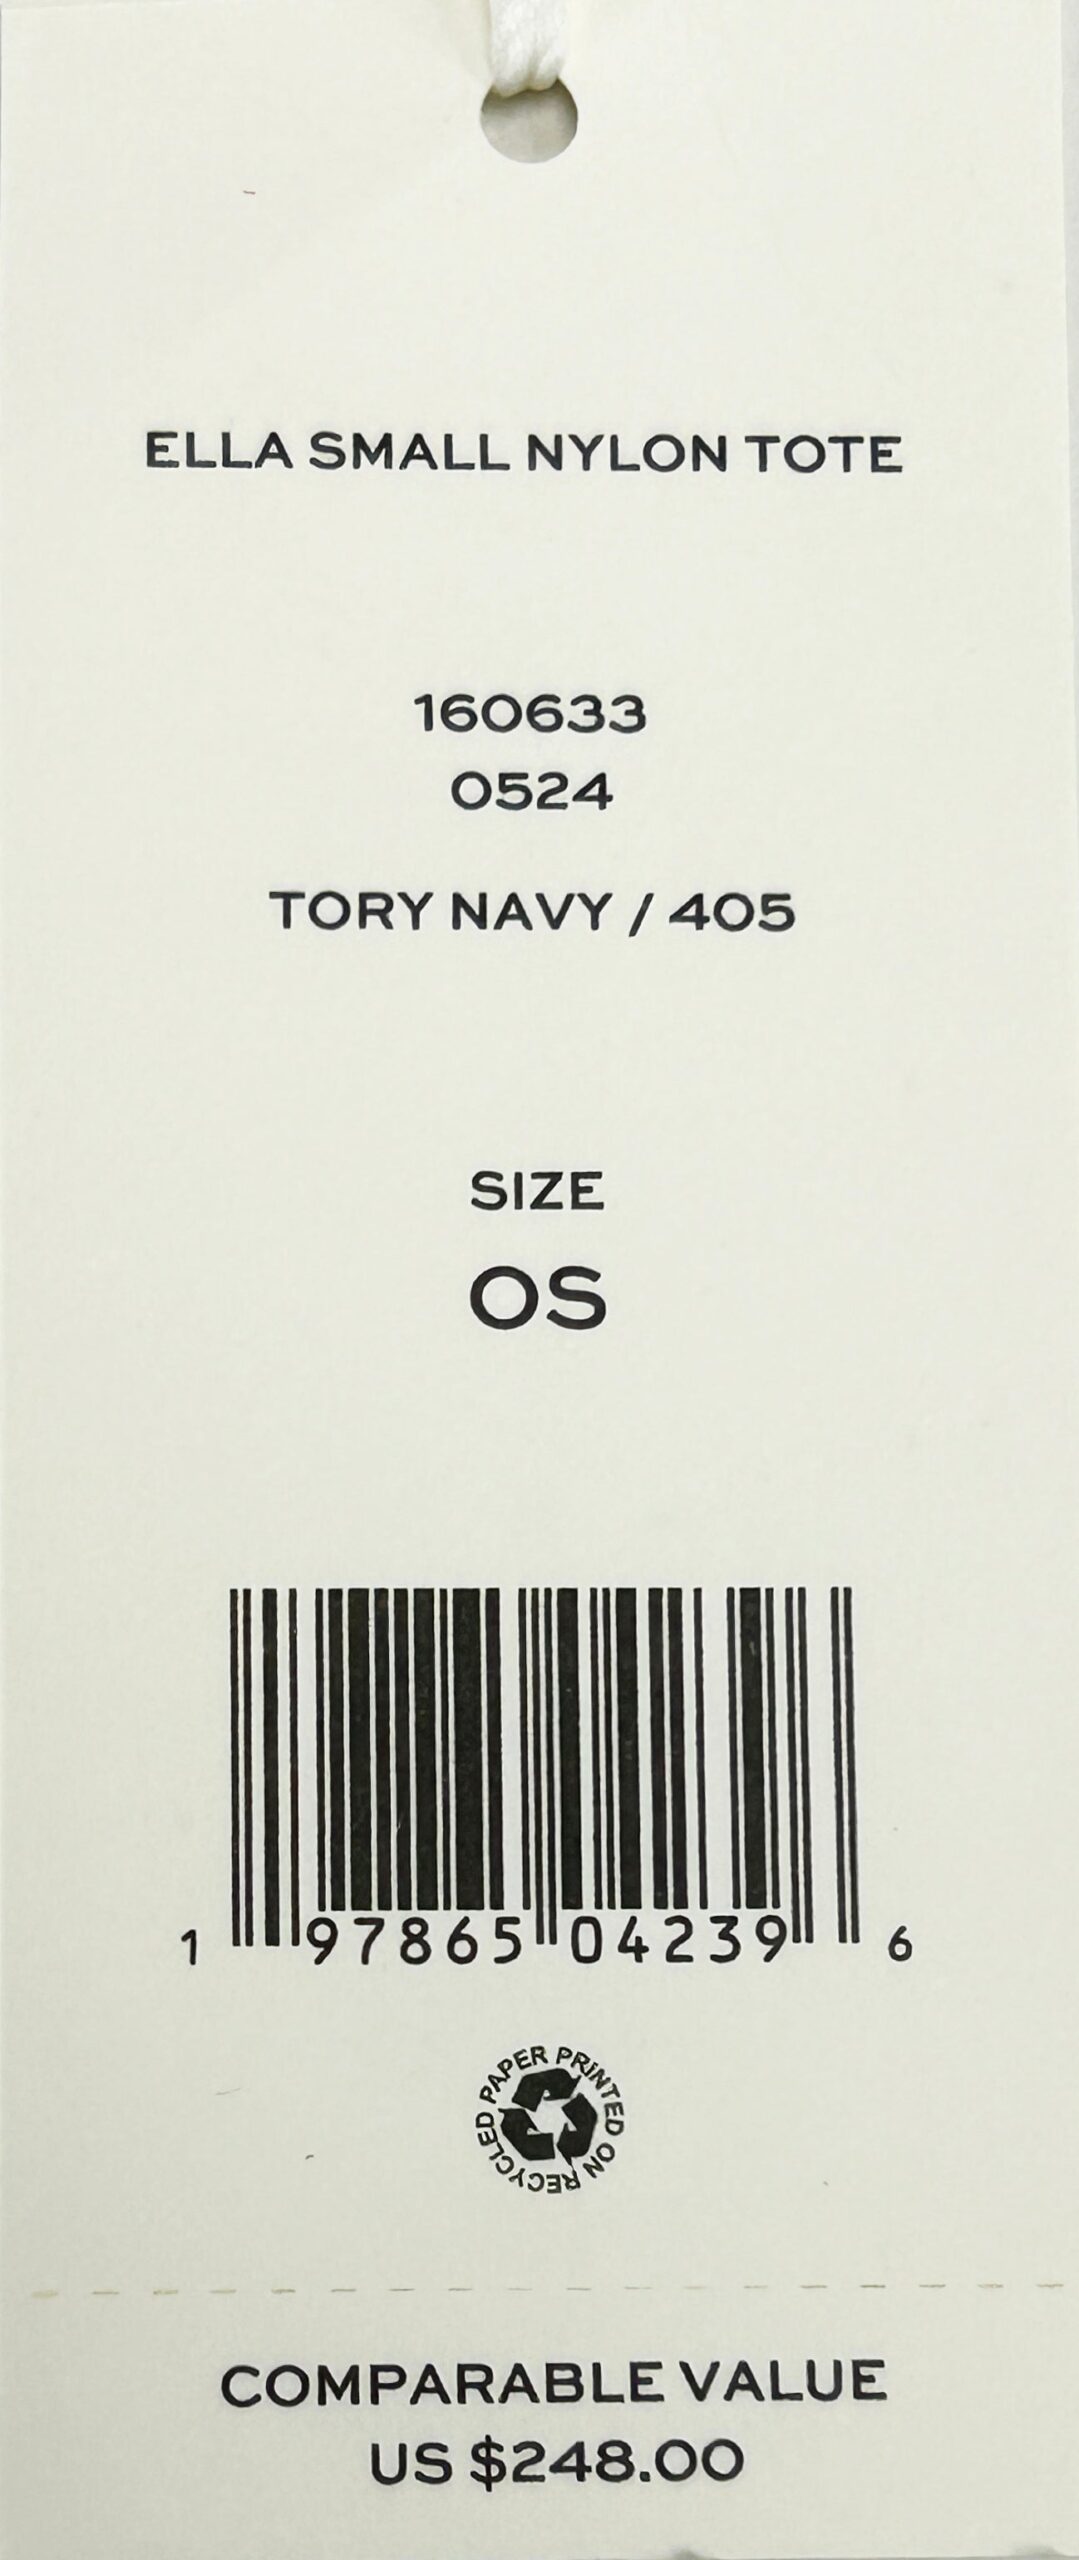 ELLA SMALL NYLON TOTE
160633
0524
TORY NAVY / 405
SIZE
OS
1 97865 04239 6
PRINTED ON RECYCLED PAPER
COMPARABLE VALUE
US $248.00